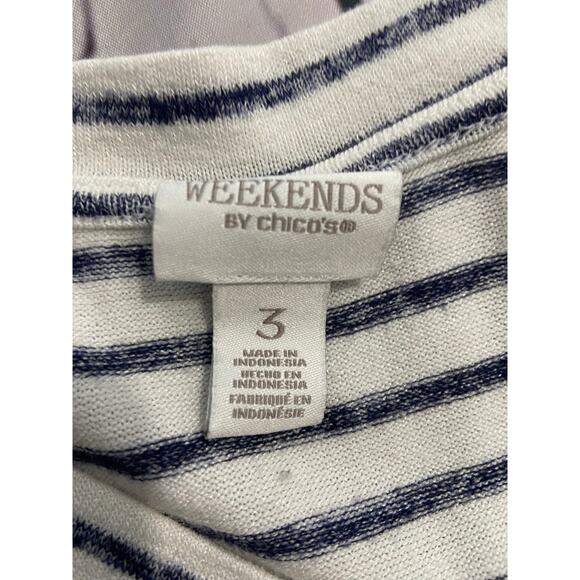 WEEKENDS
BY chico's®
3
MADE IN
INDONESIA
HECHO EN
INDONESIA
FABRIQUÉ EN
INDONÉSIE